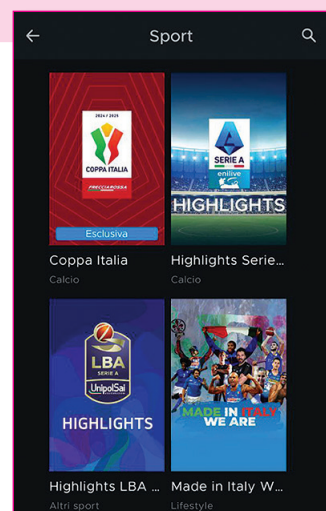 Sport
2024 / 2025
COPPA ITALIA
FRECCIAROSSA
Esclusiva
Coppa Italia
Calcio
SERIE A
enilive
HIGHLIGHTS
Highlights Serie...
Calcio
LBA
SERIE A
UnipolSai
HIGHLIGHTS
Highlights LBA ...
Altri sport
MADE IN ITALY
WE ARE
Made in Italy W...
Lifestyle